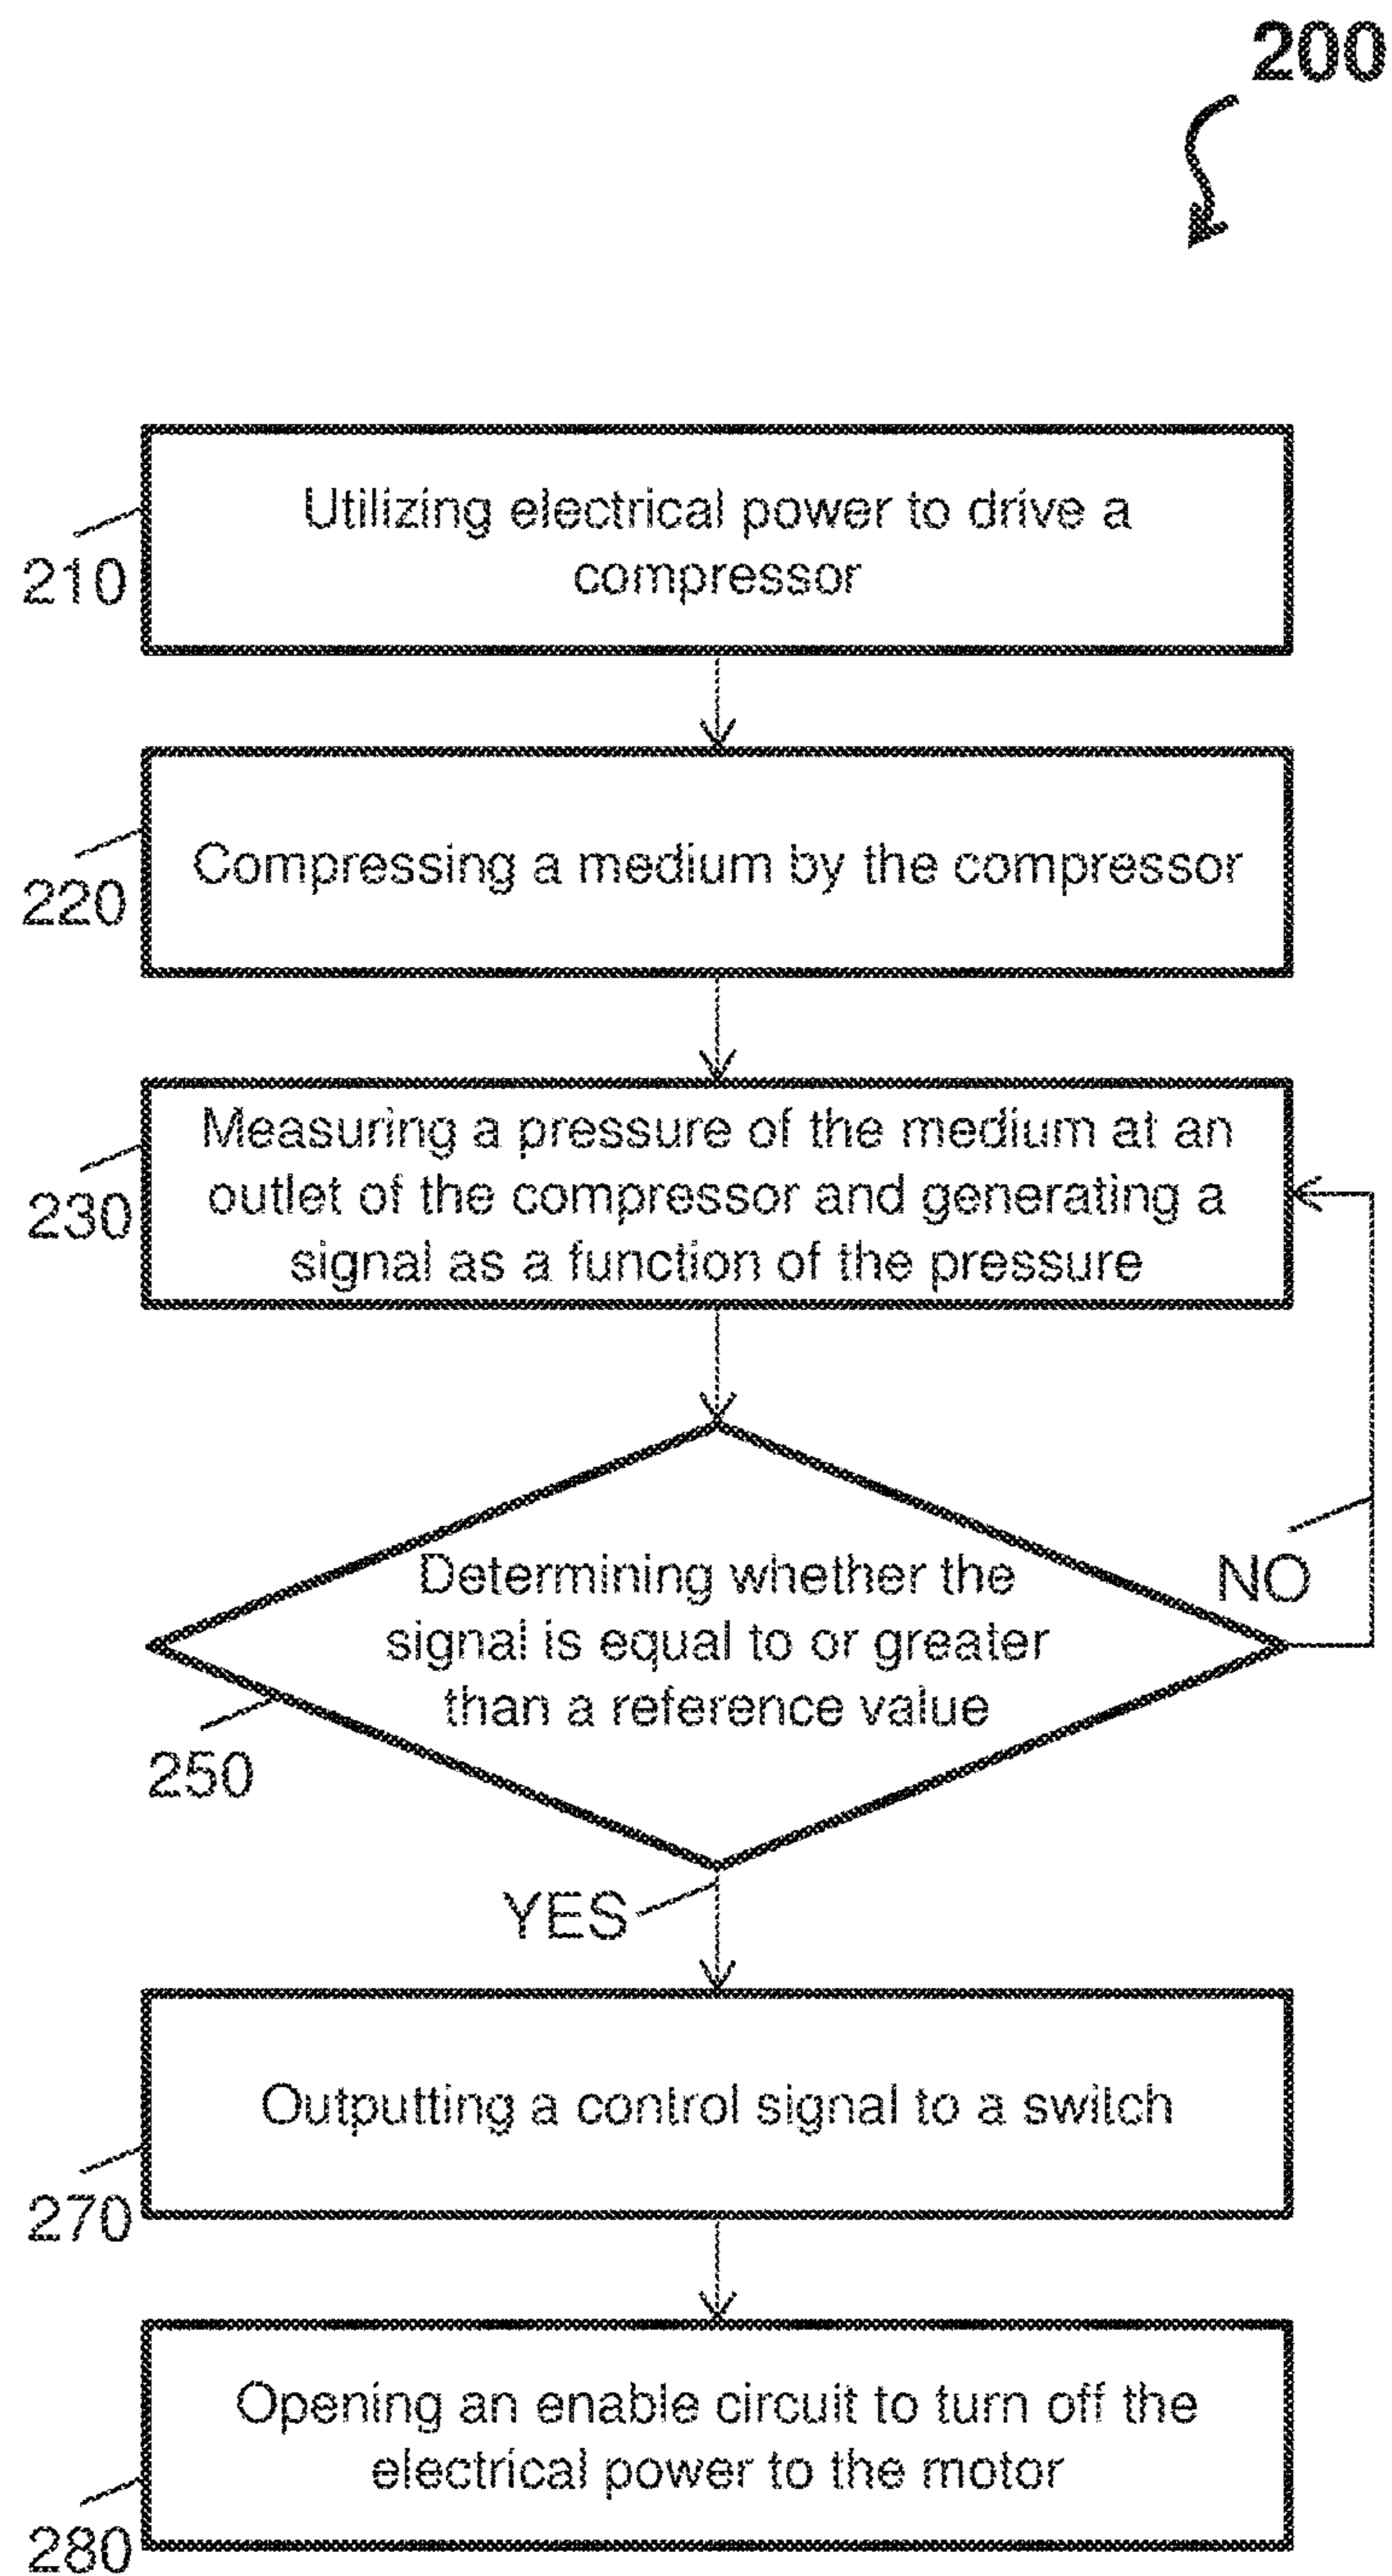 200
Utilizing electrical power to drive a
compressor
210
Compressing a medium by the compressor
220
Measuring a pressure of the medium at an
outlet of the compressor and generating a
signal as a function of the pressure
230
Determining whether the
signal is equal to or greater
than a reference value
NO
250
YES
Outputting a control signal to a switch
270
Opening an enable circuit to turn off the
electrical power to the motor
280